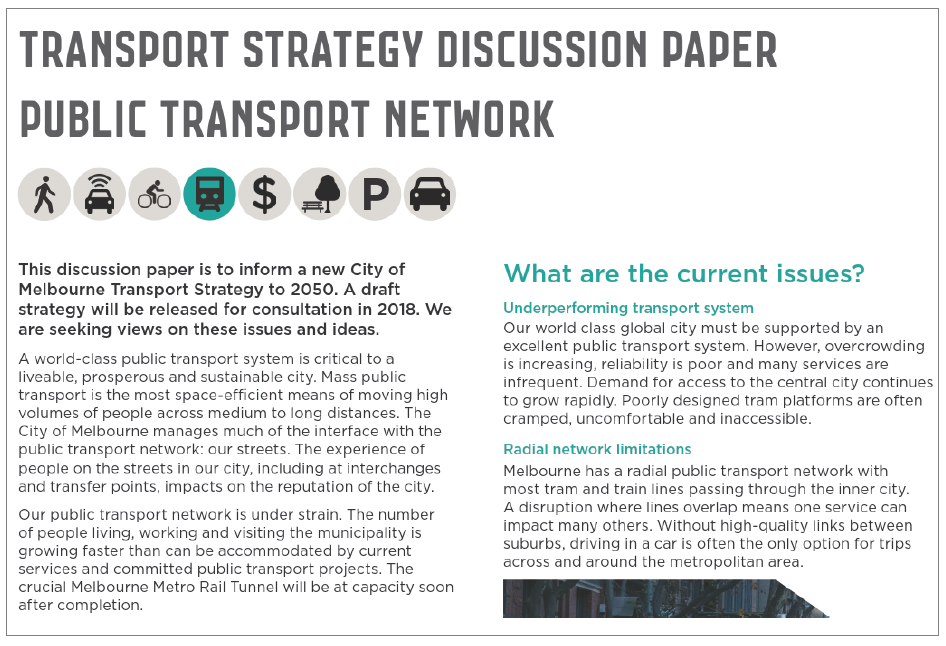 TRANSPORT STRATEGY DISCUSSION PAPER
PUBLIC TRANSPORT NETWORK
$
P
This discussion paper is to inform a new City of
Melbourne Transport Strategy to 2050. A draft
strategy will be released for consultation in 2018. We
are seeking views on these issues and ideas.
A world-class public transport system is critical to a
liveable, prosperous and sustainable city. Mass public
transport is the most space-efficient means of moving high
volumes of people across medium to long distances. The
City of Melbourne manages much of the interface with the
public transport network: our streets. The experience of
people on the streets in our city, including at interchanges
and transfer points, impacts on the reputation of the city.
Our public transport network is under strain. The number
of people living, working and visiting the municipality is
growing faster than can be accommodated by current
services and committed public transport projects. The
crucial Melbourne Metro Rail Tunnel will be at capacity soon
after completion.
What are the current issues?
Underperforming transport system
Our world class global city must be supported by an
excellent public transport system. However, overcrowding
is increasing, reliability is poor and many services are
infrequent. Demand for access to the central city continues
to grow rapidly. Poorly designed tram platforms are often
cramped, uncomfortable and inaccessible.
Radial network limitations
Melbourne has a radial public transport network with
most tram and train lines passing through the inner city.
A disruption where lines overlap means one service can
impact many others. Without high-quality links between
suburbs, driving in a car is often the only option for trips
across and around the metropolitan area.